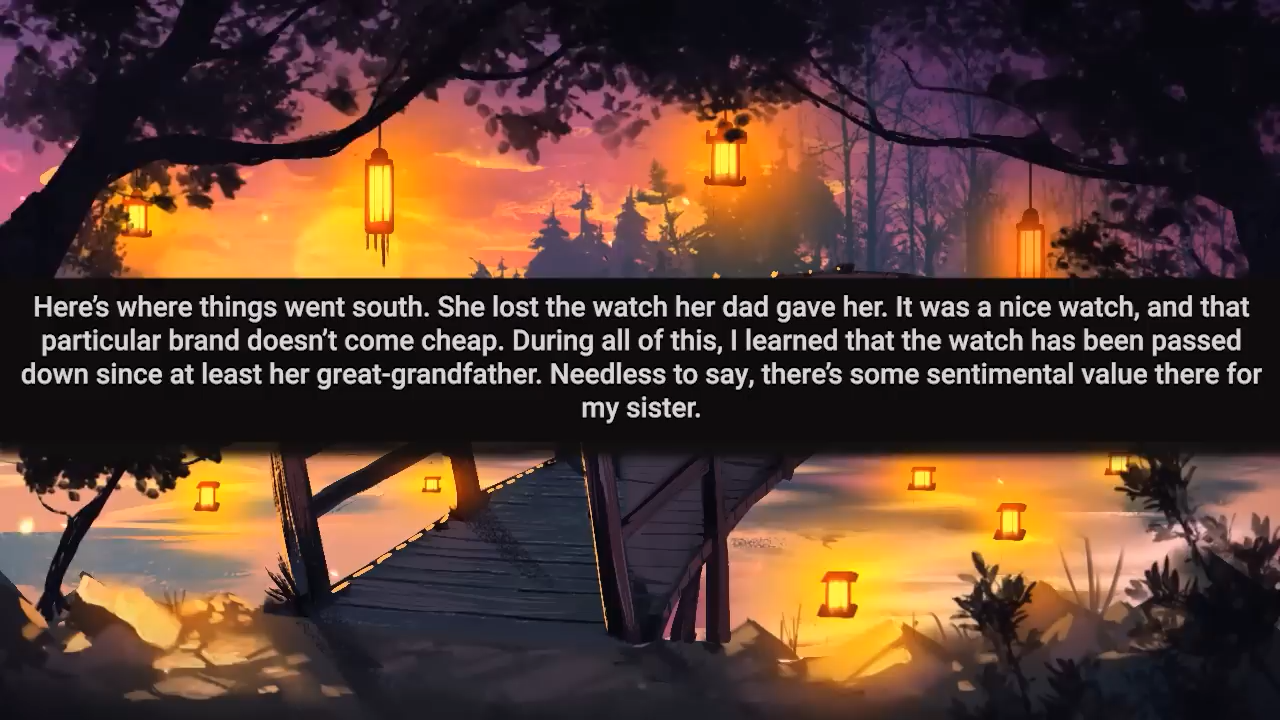 Here’s where things went south. She lost the watch her dad gave her. It was a nice watch, and that
particular brand doesn’t come cheap. During all of this, I learned that the watch has been passed
down since at least her great-grandfather. Needless to say, there’s some sentimental value there for
my sister.